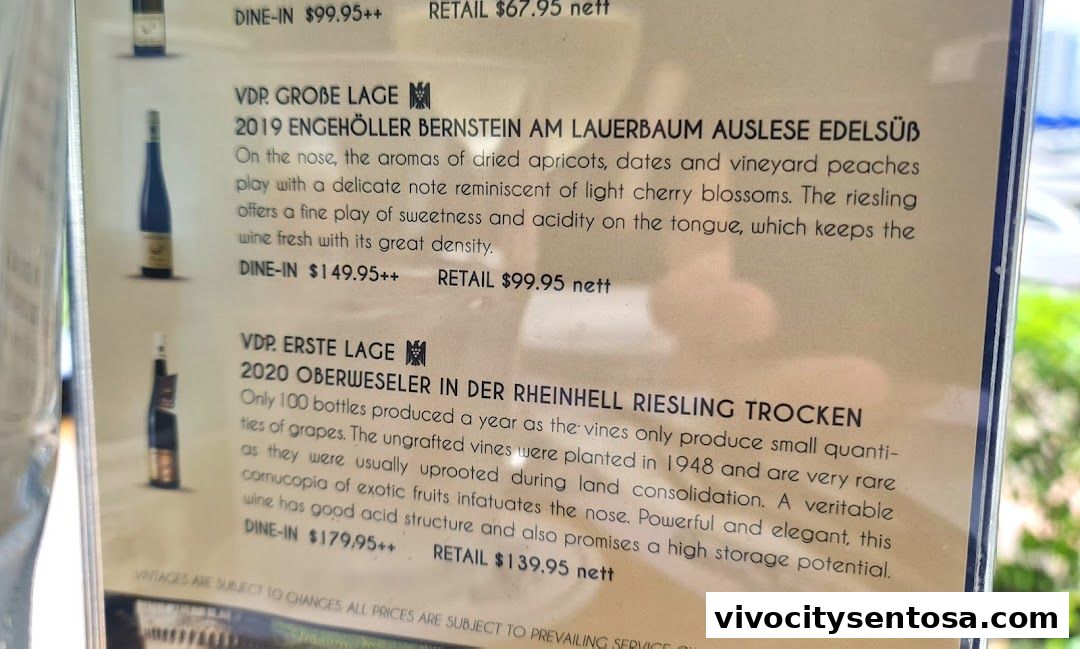 DINE-IN $99.95++ RETAIL $67.95 nett
VDP. GROßE LAGE
2019 ENGEHÖLLER BERNSTEIN AM LAUERBAUM AUSLESE EDELSÜß
On the nose, the aromas of dried apricots, dates and vineyard peaches
play with a delicate note reminiscent of light cherry blossoms. The riesling
offers a fine play of sweetness and acidity on the tongue, which keeps the
wine fresh with its great density.
DINE-IN $149.95++ RETAIL $99.95 nett
VDP. ERSTE LAGE
2020 OBERWESELER IN DER RHEINHELL RIESLING TROCKEN
Only 100 bottles produced a year as the vines only produce small quanti-
ties of grapes. The ungrafted vines were planted in 1948 and are very rare
as they were usually uprooted during land consolidation. A veritable
cornucopia of exotic fruits infatuates the nose. Powerful and elegant, this
wine has good acid structure and also promises a high storage potential.
DINE-IN $179.95++ RETAIL $139.95 nett
VINTAGES ARE SUBJECT TO CHANGES. ALL PRICES ARE SUBJECT TO PREVAILING SERVICE
vivocitysentosa.com